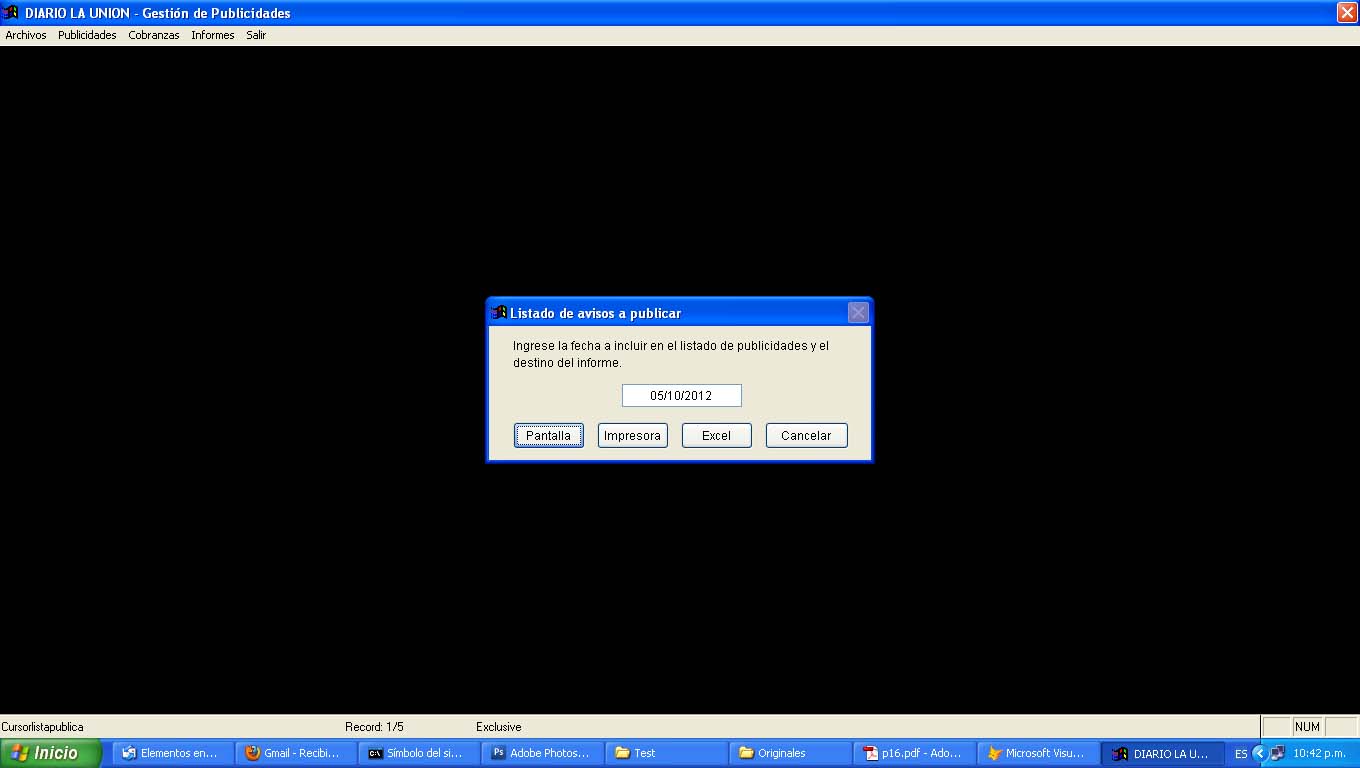 DIARIO LA UNION - Gestión de Publicidades
Archivos Publicidades Cobranzas Informes Salir
Listado de avisos a publicar
Ingrese la fecha a incluir en el listado de publicidades y el
destino del informe.
05/10/2012
Pantalla Impresora Excel Cancelar
Cursorlistapublica Record: 1/5 Exclusive NUM
Inicio Elementos en... Gmail - Recibi... Símbolo del si... Adobe Photos... Test Originales p16.pdf - Ado... Microsoft Visu... DIARIO LA U... ES 10:42 p.m.